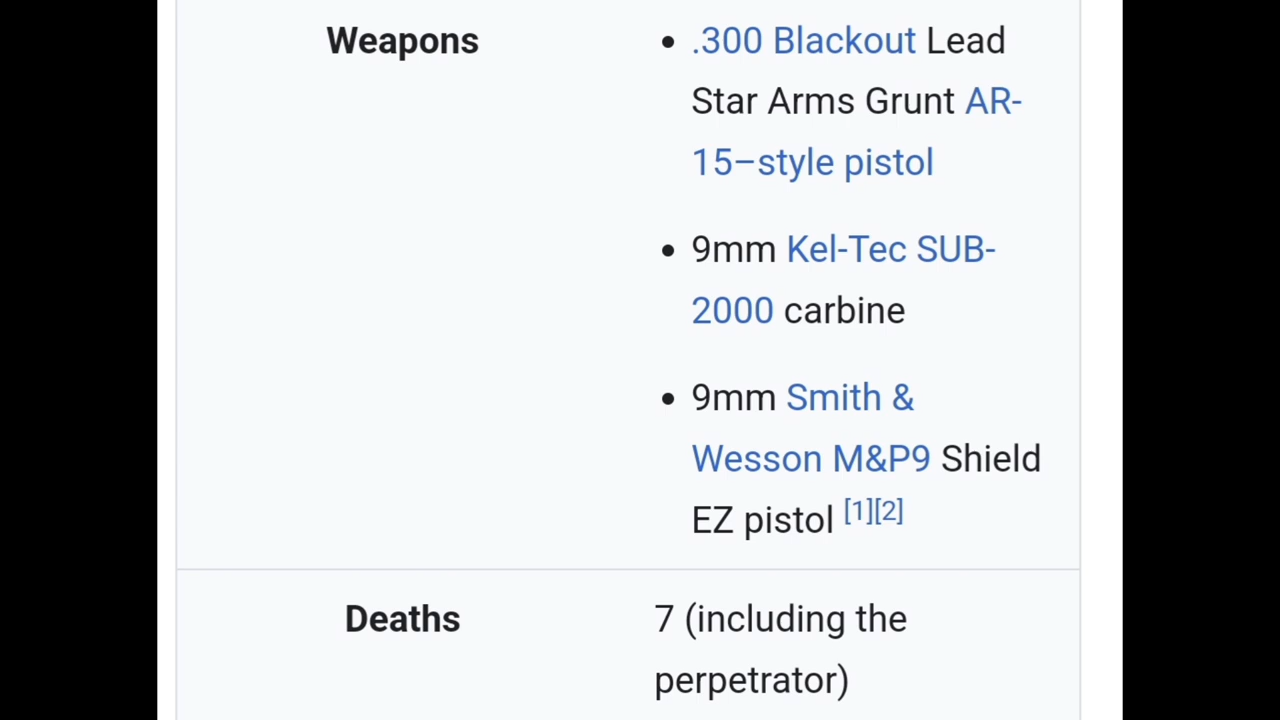 Weapons
• .300 Blackout Lead
Star Arms Grunt AR-
15–style pistol
• 9mm Kel-Tec SUB-
2000 carbine
• 9mm Smith &
Wesson M&P9 Shield
EZ pistol [1][2]
Deaths
7 (including the
perpetrator)